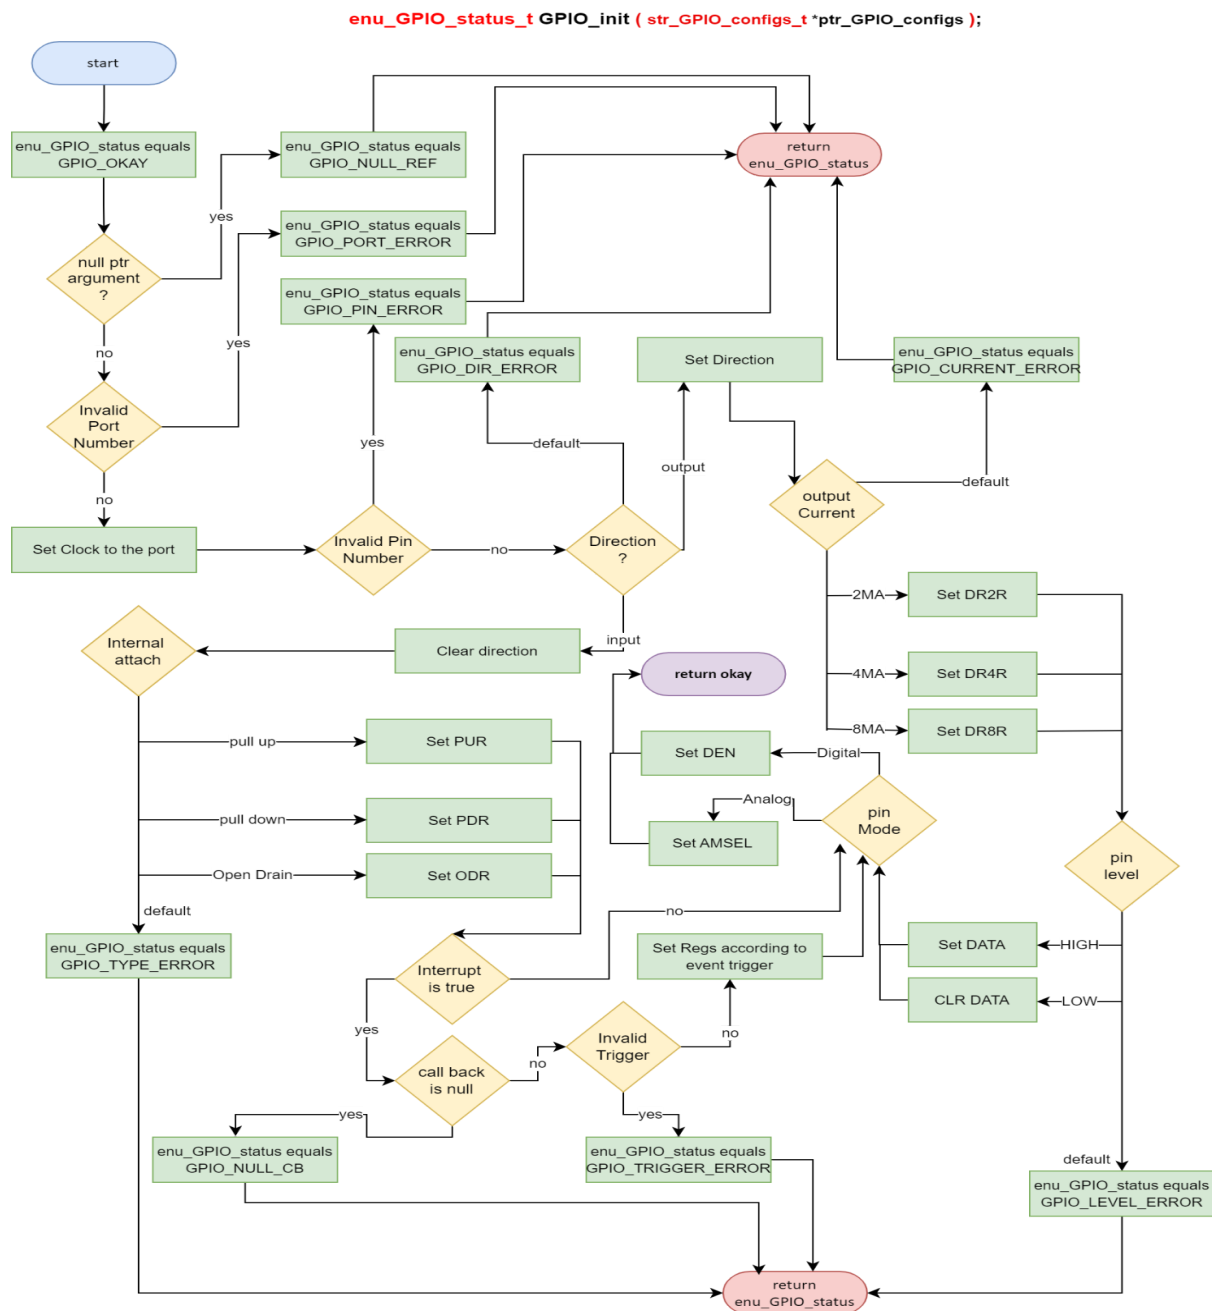 enu_GPIO_status_t GPIO_init ( str_GPIO_configs_t *ptr_GPIO_configs );
start
enu_GPIO_status equals
GPIO_OKAY
enu_GPIO_status equals
GPIO_NULL_REF
return
enu_GPIO_status
yes
enu_GPIO_status equals
GPIO_PORT_ERROR
null ptr
argument
?
enu_GPIO_status equals
GPIO_PIN_ERROR
no
yes
enu_GPIO_status equals
GPIO_DIR_ERROR
Set Direction
enu_GPIO_status equals
GPIO_CURRENT_ERROR
Invalid
Port
Number
yes
default
output
default
no
output
Current
Set Clock to the port
Invalid Pin
Number
no
Direction
?
2MA
Set DR2R
input
Internal
attach
Clear direction
return okay
4MA
Set DR4R
8MA
Set DR8R
pull up
Set PUR
Set DEN
Digital
Analog
pin
Mode
pull down
Set PDR
Set AMSEL
pin
level
Open Drain
Set ODR
default
no
enu_GPIO_status equals
GPIO_TYPE_ERROR
Set Regs according to
event trigger
Set DATA
HIGH
Interrupt
is true
CLR DATA
LOW
yes
Invalid
Trigger
no
call back
is null
no
yes
yes
enu_GPIO_status equals
GPIO_NULL_CB
enu_GPIO_status equals
GPIO_TRIGGER_ERROR
default
enu_GPIO_status equals
GPIO_LEVEL_ERROR
return
enu_GPIO_status